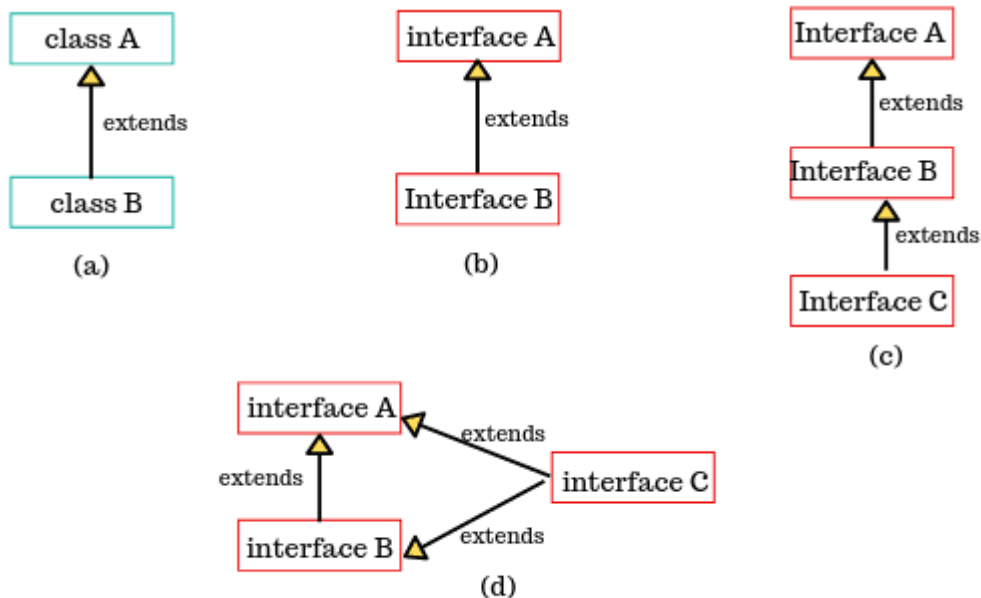 class A
extends
class B
(a)
interface A
extends
Interface B
(b)
Interface A
extends
Interface B
extends
Interface C
(c)
interface A
extends
interface B
extends
interface C
extends
(d)